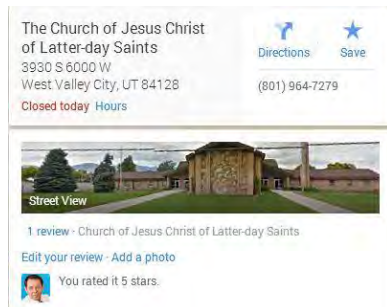 The Church of Jesus Christ
of Latter-day Saints
3930 S 6000 W
West Valley City, UT 84128
Closed today Hours
Directions
Save
(801) 964-7279
Street View
1 review · Church of Jesus Christ of Latter-day Saints
Edit your review · Add a photo
You rated it 5 stars.